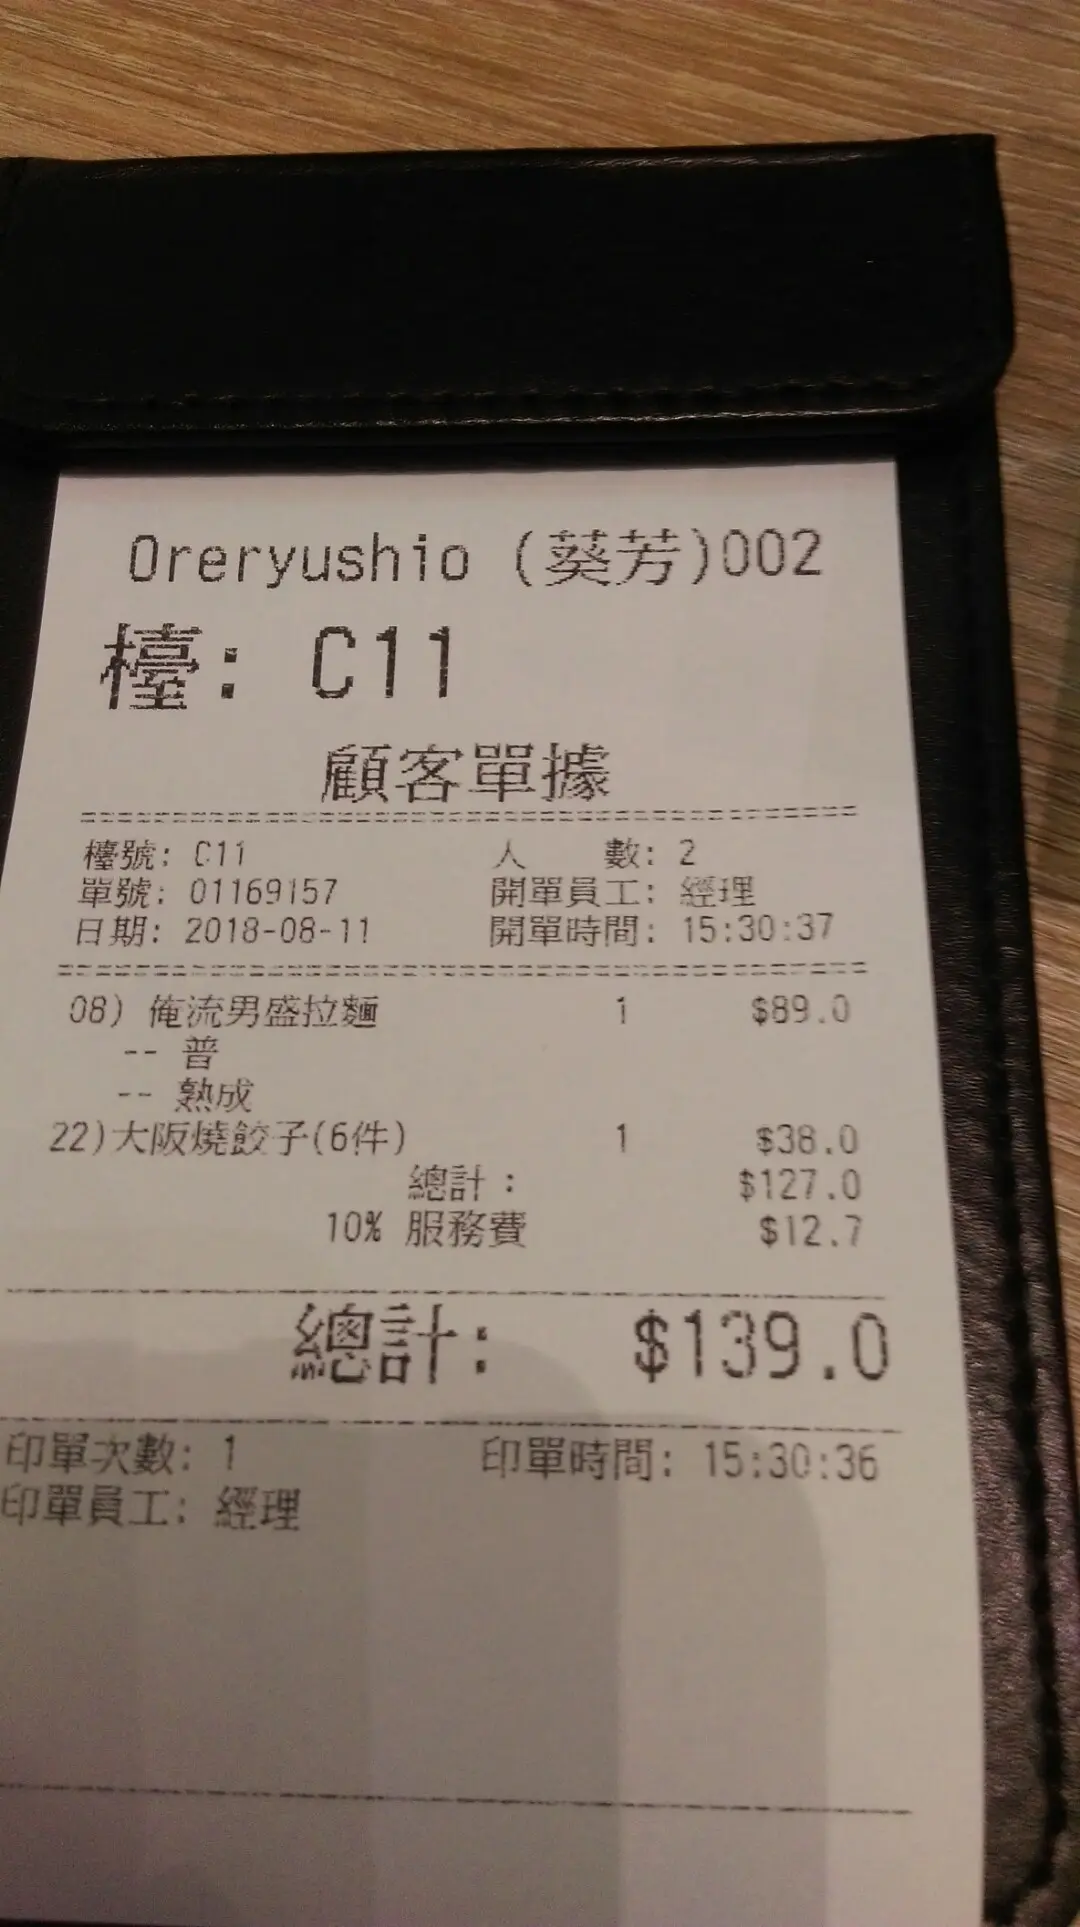 Oreryushio (葵芳)002
檯: C11
顧客單據
檯號: C11 人 數: 2
單號: 01169157 開單員工: 經理
日期: 2018-08-11 開單時間: 15:30:37
08) 俺流男盛拉麵 1 $89.0
-- 普
-- 熟成
22)大阪燒餃子(6件) 1 $38.0
總計: $127.0
10% 服務費 $12.7
總計: $139.0
印單次數: 1 印單時間: 15:30:36
印單員工: 經理